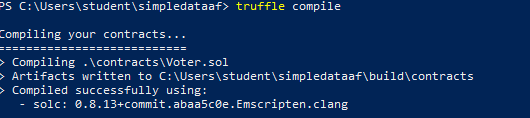 PS C:\Users\student\simpledataaf> truffle compile
Compiling your contracts...
===========================
> Compiling .\contracts\Voter.sol
> Artifacts written to C:\Users\student\simpledataaf\build\contracts
> Compiled successfully using:
   - solc: 0.8.13+commit.abaa5c0e.Emscripten.clang